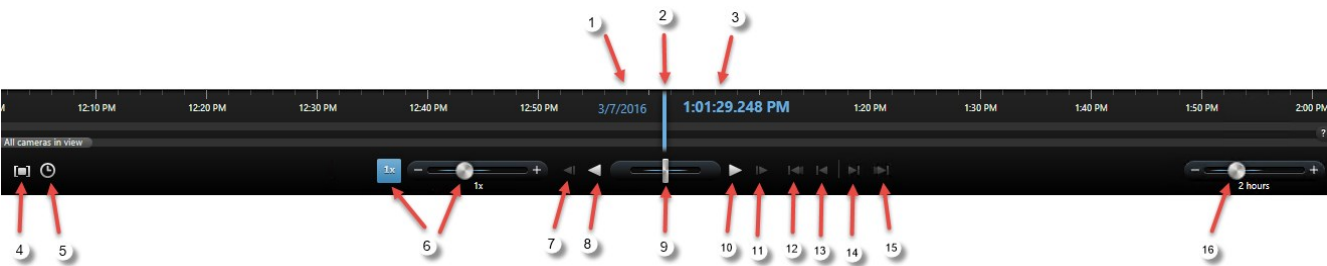 1 2 3
12:10 PM 12:20 PM 12:30 PM 12:40 PM 12:50 PM 3/7/2016 1:01:29.248 PM 1:20 PM 1:30 PM 1:40 PM 1:50 PM 2:00 PM
?
All cameras in view
1x − + − +
1x 2 hours
4 5 6 7 8 9 10 11 12 13 14 15 16